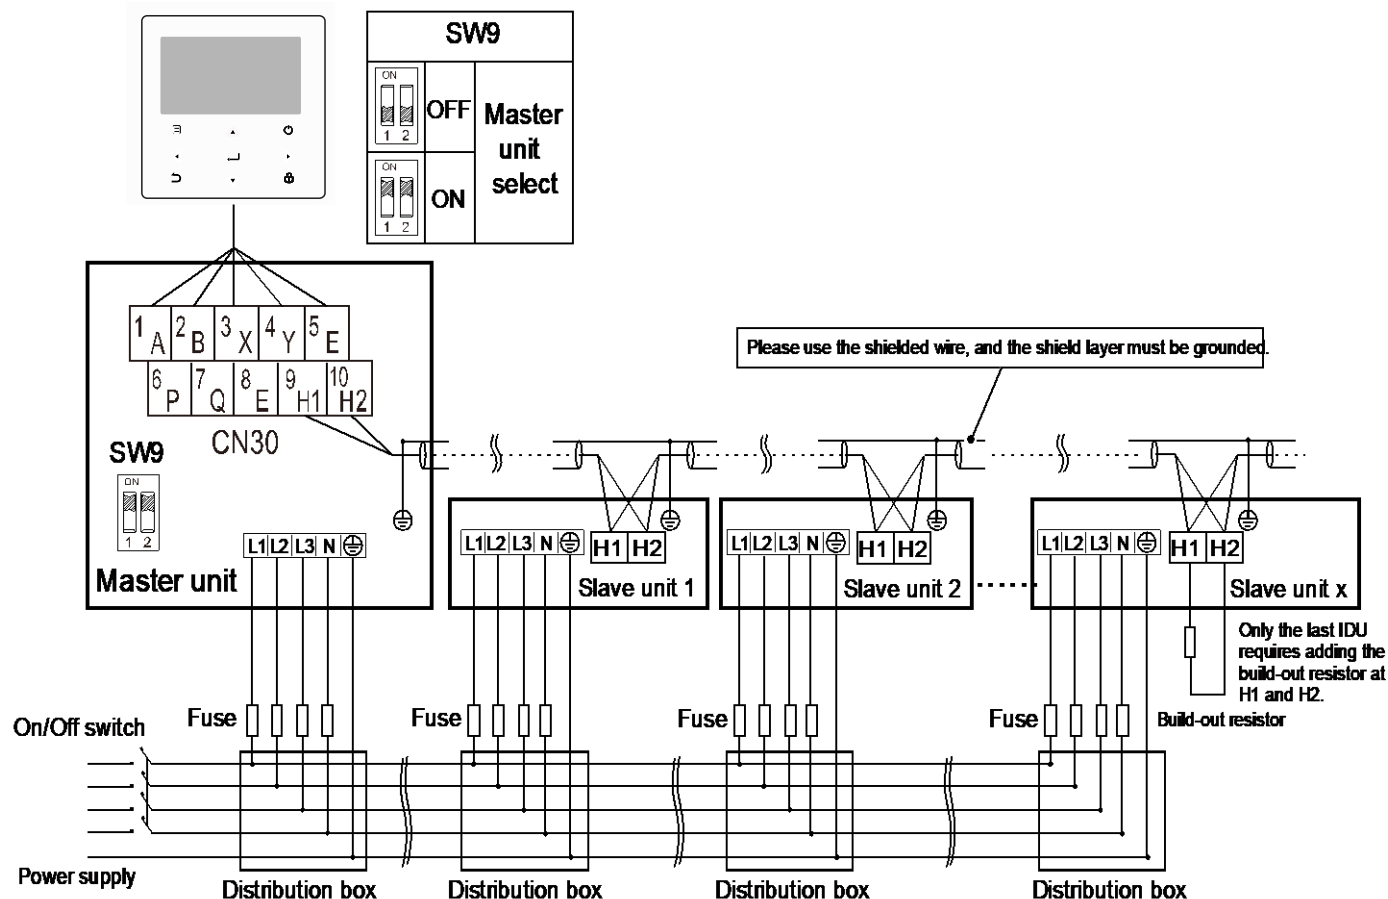 SW9
ON
1 2
OFF
ON
1 2
ON
Master
unit
select
1 A
2 B
3 X
4 Y
5 E
6 P
7 Q
8 E
9 H1
10 H2
CN30
SW9
ON
1 2
Master unit
L1 L2 L3 N
Please use the shielded wire, and the shield layer must be grounded.
L1 L2 L3 N
H1 H2
Slave unit 1
L1 L2 L3 N
H1 H2
Slave unit 2
L1 L2 L3 N
H1 H2
Slave unit x
Only the last IDU
requires adding the
build-out resistor at
H1 and H2.
Build-out resistor
On/Off switch
Fuse
Fuse
Fuse
Fuse
Power supply
Distribution box
Distribution box
Distribution box
Distribution box